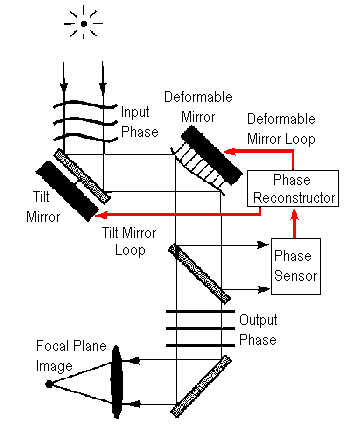 Input
Phase
Deformable
Mirror
Deformable
Mirror Loop
Phase
Reconstructor
Tilt
Mirror
Tilt Mirror
Loop
Phase
Sensor
Output
Phase
Focal Plane
Image